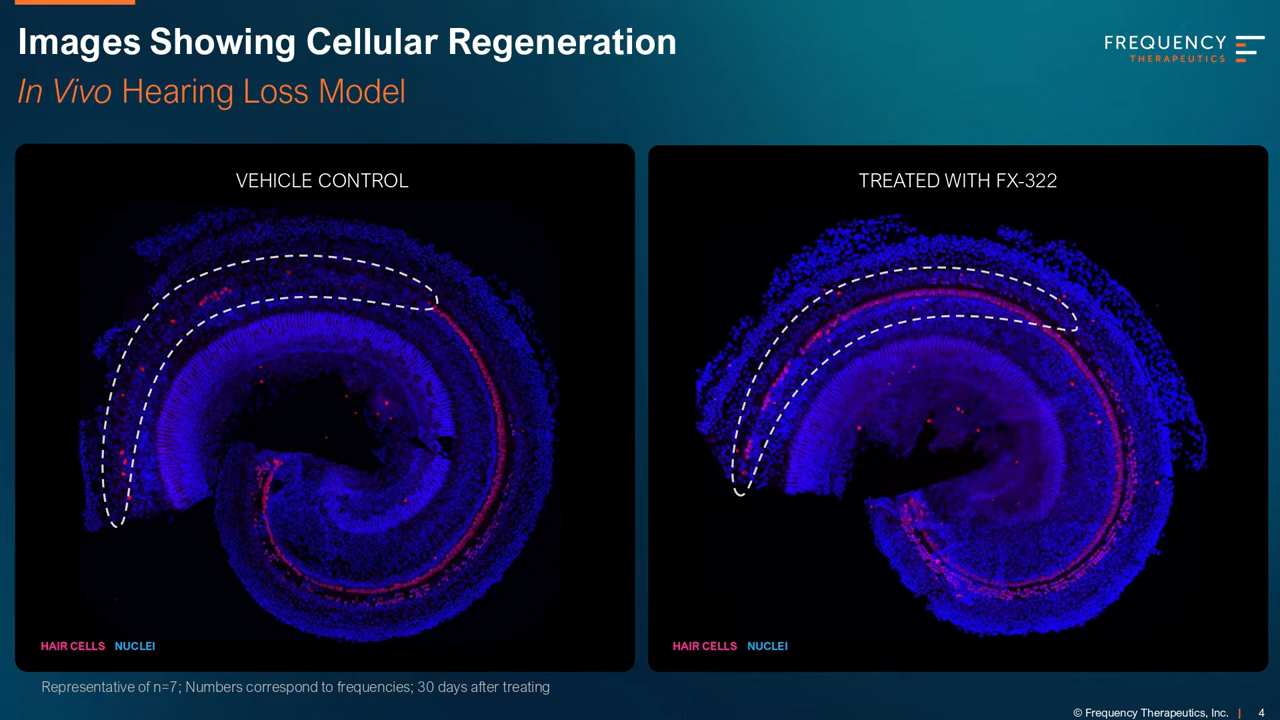 Images Showing Cellular Regeneration
In Vivo Hearing Loss Model
FREQUENCY
THERAPEUTICS
VEHICLE CONTROL
HAIR CELLS NUCLEI
TREATED WITH FX-322
HAIR CELLS NUCLEI
Representative of n=7; Numbers correspond to frequencies; 30 days after treating
© Frequency Therapeutics, Inc. | 4